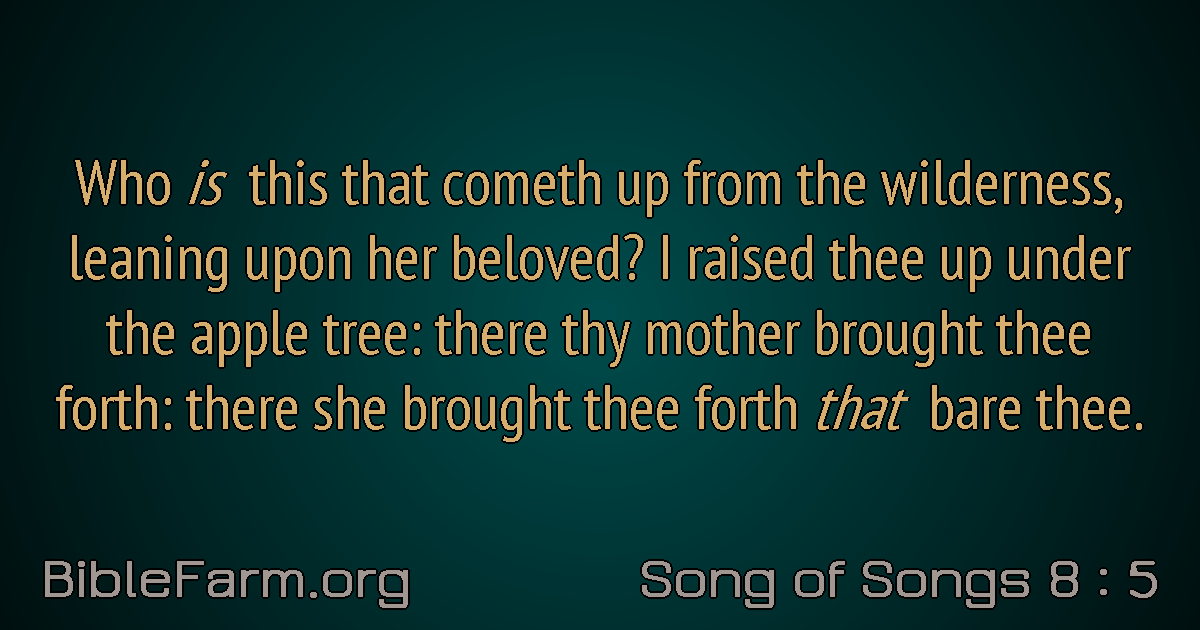 Who is this that cometh up from the wilderness,
leaning upon her beloved? I raised thee up under
the apple tree: there thy mother brought thee
forth: there she brought thee forth that bare thee.
BibleFarm.org
Song of Songs 8 : 5